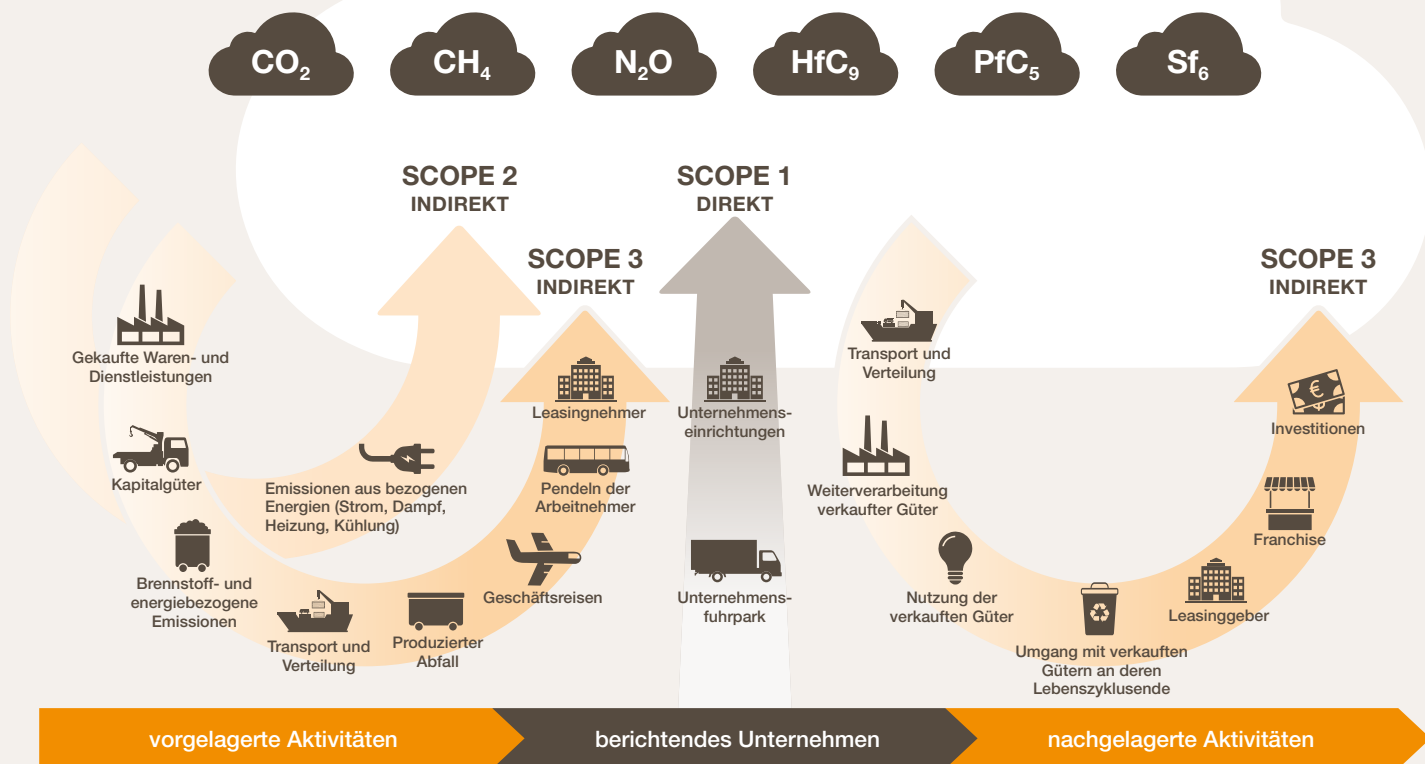 CO₂
CH₄
N₂O
HfC₉
PfC₅
Sf₆
SCOPE 2
INDIREKT
SCOPE 1
DIREKT
SCOPE 3
INDIREKT
SCOPE 3
INDIREKT
Gekaufte Waren- und
Dienstleistungen
Kapitalgüter
Brennstoff- und
energiebezogene
Emissionen
Transport und
Verteilung
Produzierter
Abfall
Geschäftsreisen
Pendeln der
Arbeitnehmer
Leasingnehmer
Emissionen aus bezogenen
Energien (Strom, Dampf,
Heizung, Kühlung)
Unternehmens-
einrichtungen
Unternehmens-
fuhrpark
Transport und
Verteilung
Weiterverarbeitung
verkaufter Güter
Nutzung der
verkauften Güter
Umgang mit verkauften
Gütern an deren
Lebenszyklusende
Leasinggeber
Franchise
€
$
Investitionen
vorgelagerte Aktivitäten
berichtendes Unternehmen
nachgelagerte Aktivitäten